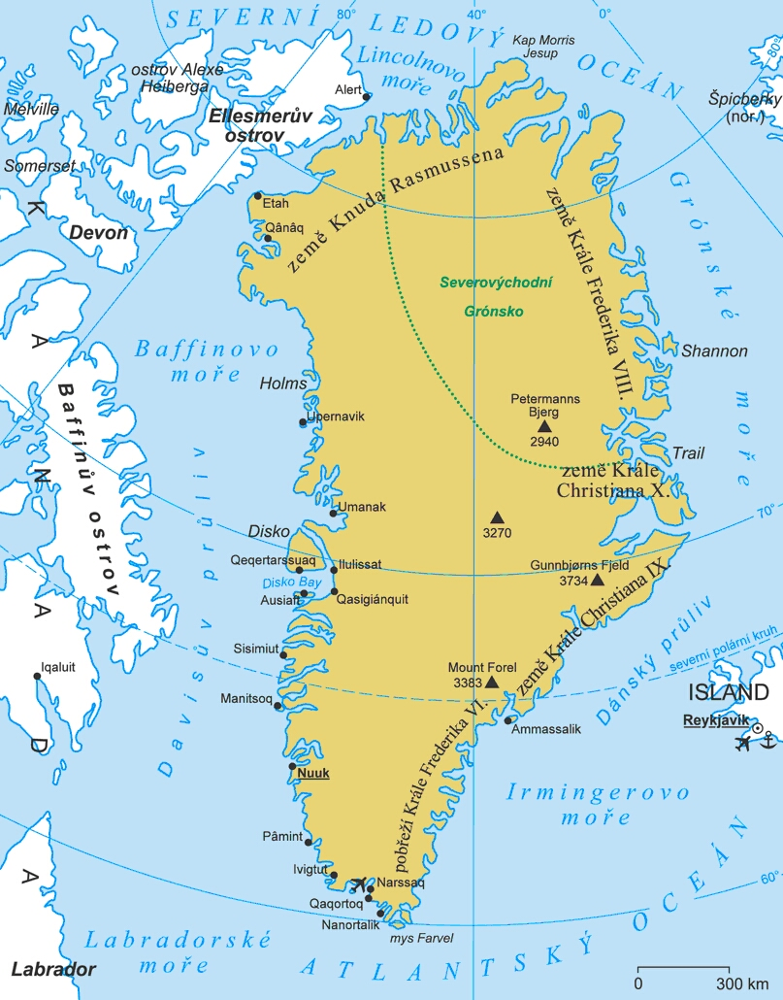 80°
40°
0°
80°
SEVERNÍ LEDOVÝ OCEÁN
Kap Morris
Jesup
Lincolnovo
moře
ostrov Alexe
Heiberga
Alert
Melville
Ellesmerův
ostrov
Špicberky
(nor.)
Somerset
země Knuda Rasmussena
Etah
Qânâq
Devon
země Krále Frederika VIII.
Grónské moře
Severovýchodní
Grónsko
KANADA
Baffinovo
moře
Shannon
Holms
Baffinův ostrov
Upernavik
Petermanns
Bjerg
2940
Trail
země Krále
Christiana X.
Umanak
3270
70°
Disko
Qeqertarssuaq
Ilulissat
Disko Bay
Ausiait
Qasigiánquit
Gunnbjørns Fjeld
3734
země Krále Christiana IX.
Davisův průliv
Dánský průliv
severní polární kruh
Sisimiut
Iqaluit
Mount Forel
3383
Manitsoq
ISLAND
Reykjavik
Ammassalik
pobřeží Krále Frederika VI.
Nuuk
Irmingerovo
moře
Pâmint
Ivigtut
Narssaq
Qaqortoq
Nanortalik
60°
mys Farvel
Labradorské
moře
ATLANTSKÝ OCEÁN
Labrador
0
300 km